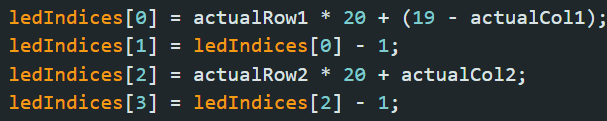 ledIndices[0] = actualRow1 * 20 + (19 - actualCol1);
ledIndices[1] = ledIndices[0] - 1;
ledIndices[2] = actualRow2 * 20 + actualCol2;
ledIndices[3] = ledIndices[2] - 1;